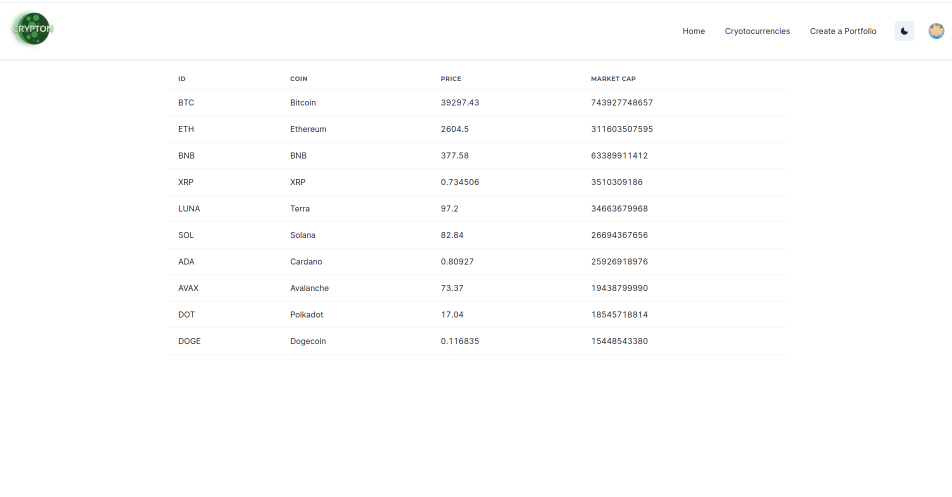 CRYPTON
Home Cryotocurrencies Create a Portfolio
ID COIN PRICE MARKET CAP
BTC Bitcoin 39297.43 743927748657
ETH Ethereum 2604.5 311603507595
BNB BNB 377.58 63389911412
XRP XRP 0.734506 3510309186
LUNA Terra 97.2 34663679968
SOL Solana 82.84 26694367656
ADA Cardano 0.80927 25926918976
AVAX Avalanche 73.37 19438799990
DOT Polkadot 17.04 18545718814
DOGE Dogecoin 0.116835 15448543380